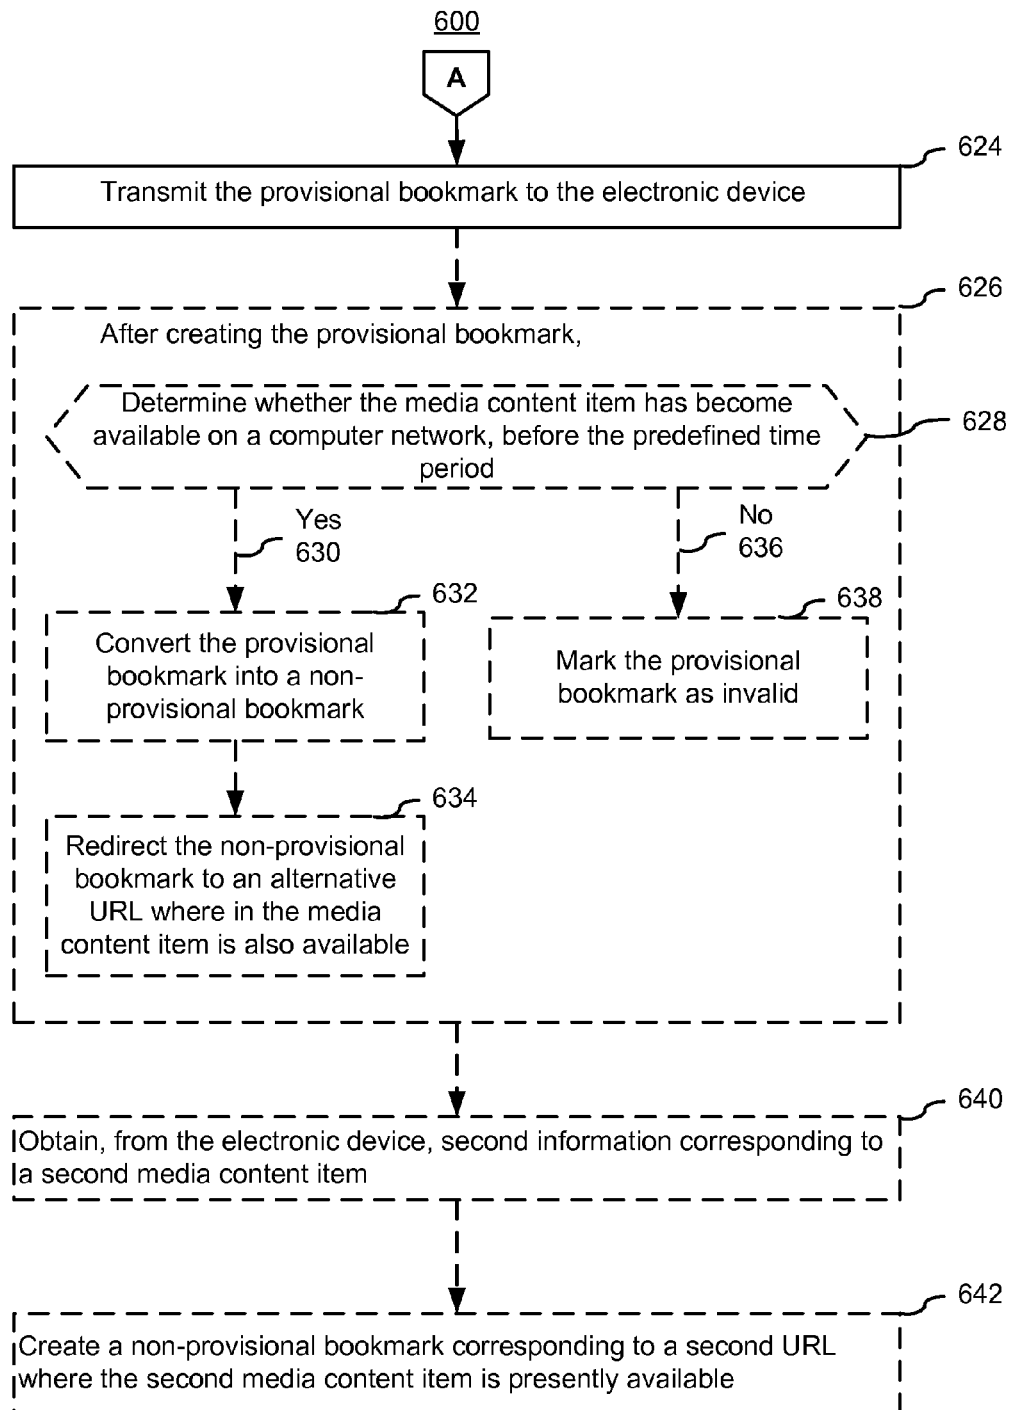 600
A
624
Transmit the provisional bookmark to the electronic device
626
After creating the provisional bookmark,
Determine whether the media content item has become
available on a computer network, before the predefined time
period
628
Yes
630
No
636
632
Convert the provisional
bookmark into a non-
provisional bookmark
638
Mark the provisional
bookmark as invalid
634
Redirect the non-provisional
bookmark to an alternative
URL where in the media
content item is also available
640
Obtain, from the electronic device, second information corresponding to
a second media content item
642
Create a non-provisional bookmark corresponding to a second URL
where the second media content item is presently available